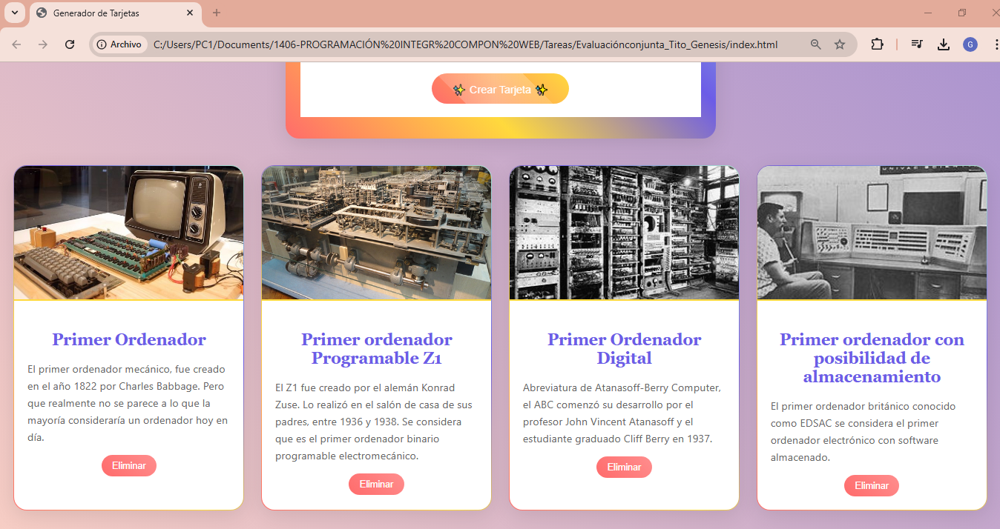 Generador de Tarjetas
Archivo
C:/Users/PC1/Documents/1406-PROGRAMACIÓN%20INTEGR%20COMPON%20WEB/Tareas/Evaluaciónconjunta_Tito_Genesis/index.html
G
✨ Crear Tarjeta ✨
UNIVAC SCIEN
Primer Ordenador
El primer ordenador mecánico, fue creado
en el año 1822 por Charles Babbage. Pero
que realmente no se parece a lo que la
mayoría consideraría un ordenador hoy en
día.
Eliminar
Primer ordenador
Programable Z1
El Z1 fue creado por el alemán Konrad
Zuse. Lo realizó en el salón de casa de sus
padres, entre 1936 y 1938. Se considera
que es el primer ordenador binario
programable electromecánico.
Eliminar
Primer Ordenador
Digital
Abreviatura de Atanasoff-Berry Computer,
el ABC comenzó su desarrollo por el
profesor John Vincent Atanasoff y el
estudiante graduado Cliff Berry en 1937.
Eliminar
Primer ordenador con
posibilidad de
almacenamiento
El primer ordenador británico conocido
como EDSAC se considera el primer
ordenador electrónico con software
almacenado.
Eliminar